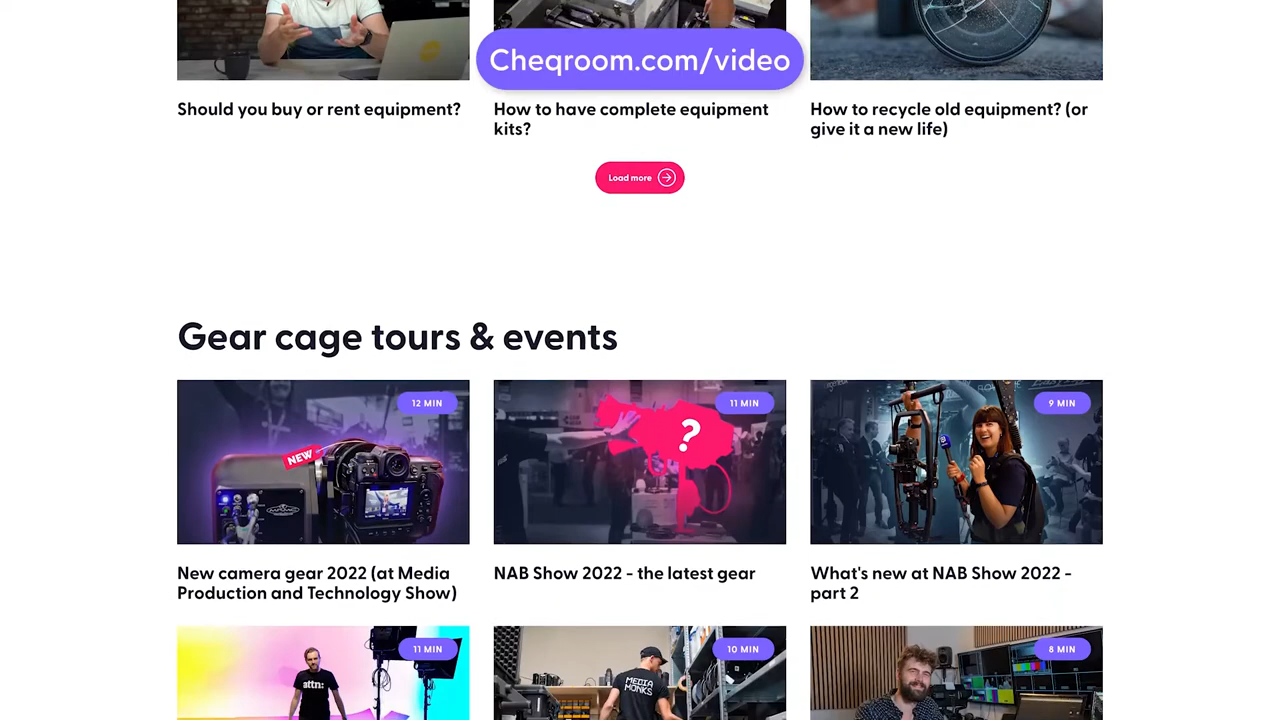 Cheqroom.com/video
Should you buy or rent equipment?
How to have complete equipment
kits?
How to recycle old equipment? (or
give it a new life)
Load more
Gear cage tours & events
12 MIN
NEW
11 MIN
?
9 MIN
New camera gear 2022 (at Media
Production and Technology Show)
NAB Show 2022 - the latest gear
What's new at NAB Show 2022 -
part 2
11 MIN
attn:
10 MIN
MEDIA
MONKS
8 MIN